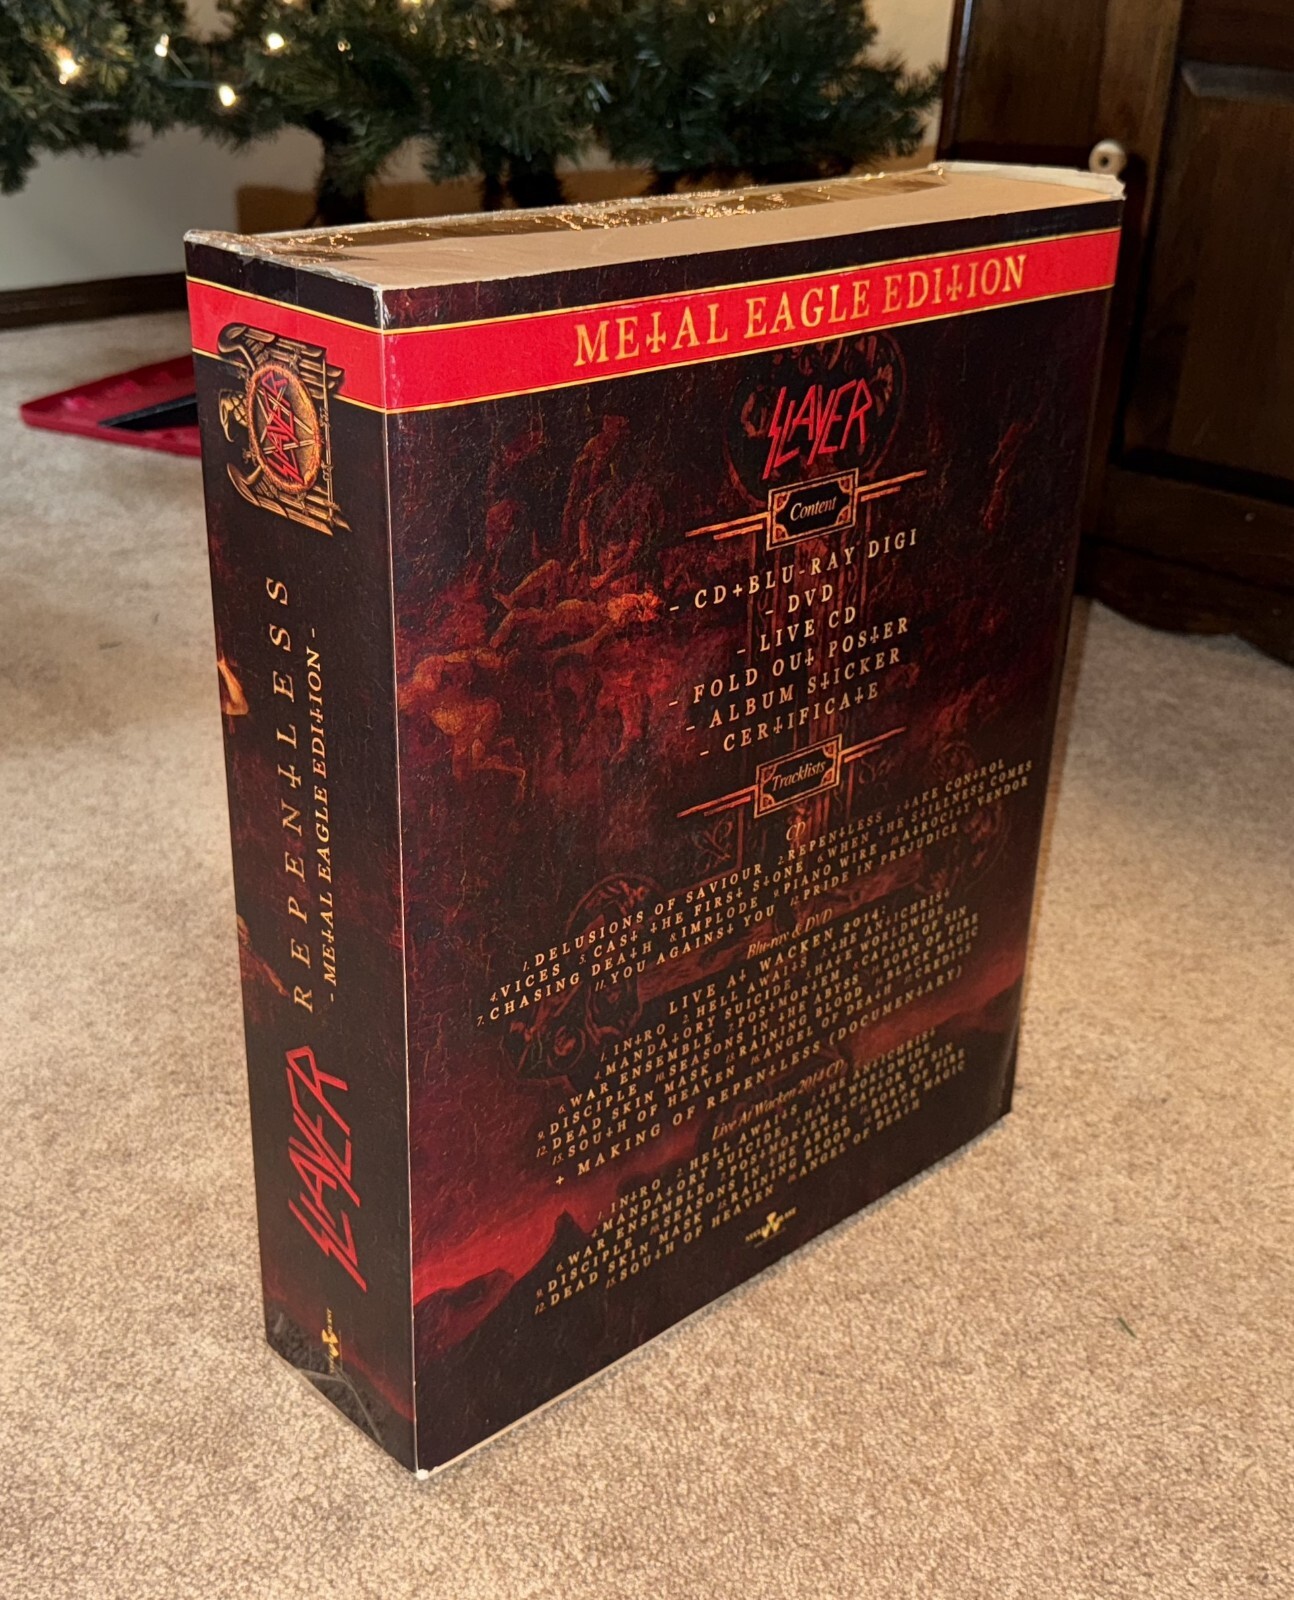 METAL EAGLE EDITION
SLAYER
Content
- CD+BLU-RAY DIGI
- DVD
- LIVE CD
- FOLD OUT POSTER
- ALBUM STICKER
- CERTIFICATE
Tracklists
CD
1. DELUSIONS OF SAVIOUR 2. REPENTLESS 3. TAKE CONTROL
4. VICES 5. CAST THE FIRST STONE 6. WHEN THE STILLNESS COMES
7. CHASING DEATH 8. IMPLODE 9. PIANO WIRE 10. ATROCITY VENDOR
11. YOU AGAINST YOU 12. PRIDE IN PREJUDICE
Blu-ray & DVD
LIVE AT WACKEN 2014:
1. INTRO 2. HELL AWAITS 3. THE ANTICHRIST
4. MANDATORY SUICIDE 5. HATE WORLDWIDE
6. WAR ENSEMBLE 7. POSTMORTEM 8. CAPTOR OF SIN
9. DISCIPLE 10. SEASONS IN THE ABYSS 11. BORN OF FIRE
12. DEAD SKIN MASK 13. RAINING BLOOD 14. BLACK MAGIC
15. SOUTH OF HEAVEN 16. ANGEL OF DEATH 17. CREDITS
+ MAKING OF REPENTLESS (DOCUMENTARY)
Live At Wacken 2014 CD
1. INTRO 2. HELL AWAITS 3. THE ANTICHRIST
4. MANDATORY SUICIDE 5. HATE WORLDWIDE
6. WAR ENSEMBLE 7. POSTMORTEM 8. CAPTOR OF SIN
9. DISCIPLE 10. SEASONS IN THE ABYSS 11. BORN OF FIRE
12. DEAD SKIN MASK 13. RAINING BLOOD 14. BLACK MAGIC
15. SOUTH OF HEAVEN 16. ANGEL OF DEATH
SLAYER
REPENTLESS
- METAL EAGLE EDITION -
SLAYER